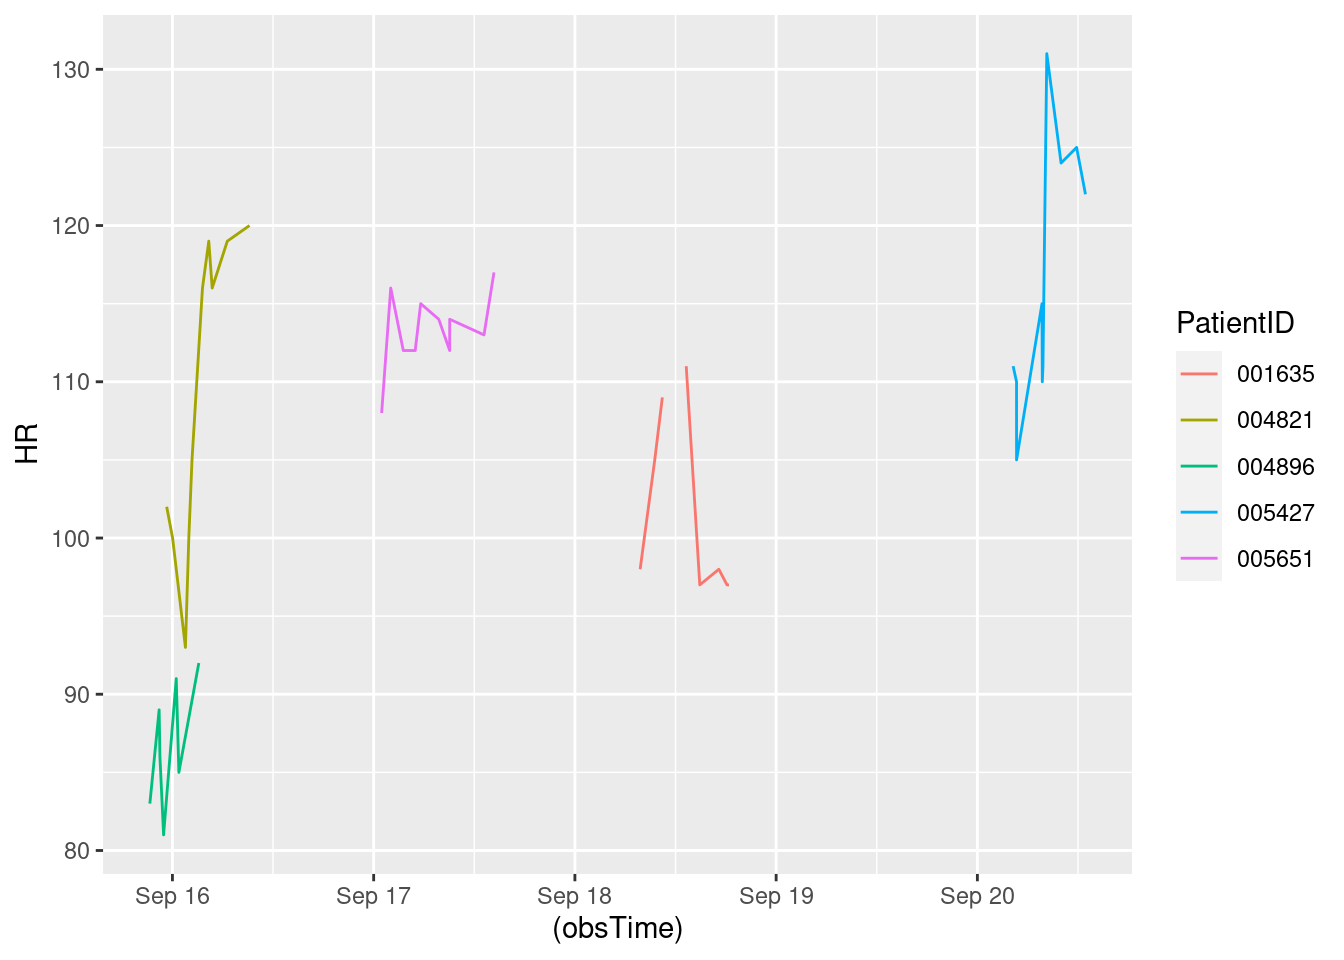 130
120
110
100
90
80
HR
Sep 16
Sep 17
Sep 18
Sep 19
Sep 20
(obsTime)
PatientID
001635
004821
004896
005427
005651